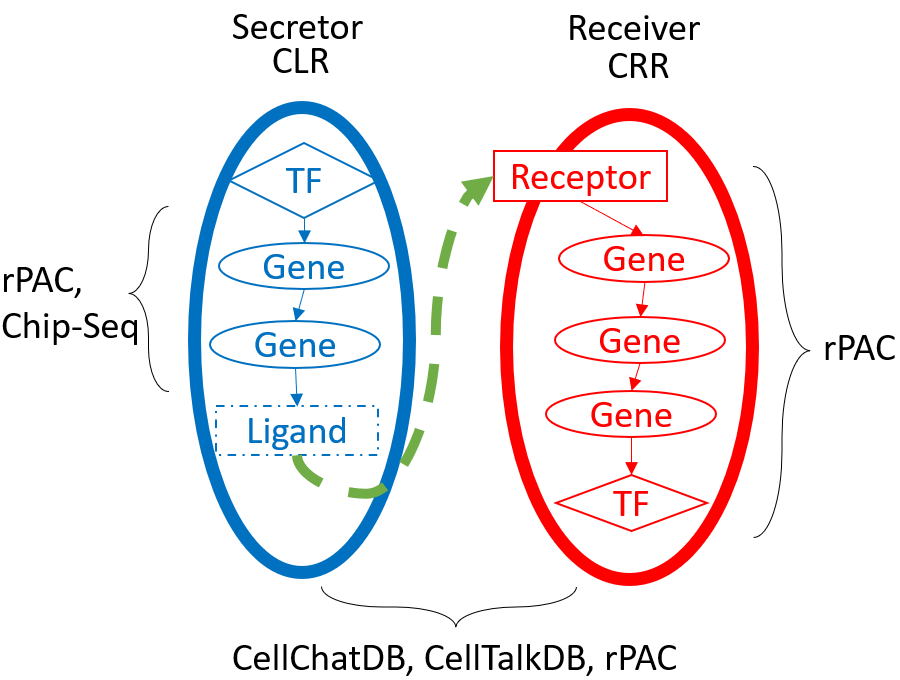 Secretor
CLR
Receiver
CRR
TF
Gene
Gene
Ligand
Receptor
Gene
Gene
Gene
TF
rPAC,
Chip-Seq
rPAC
CellChatDB, CellTalkDB, rPAC